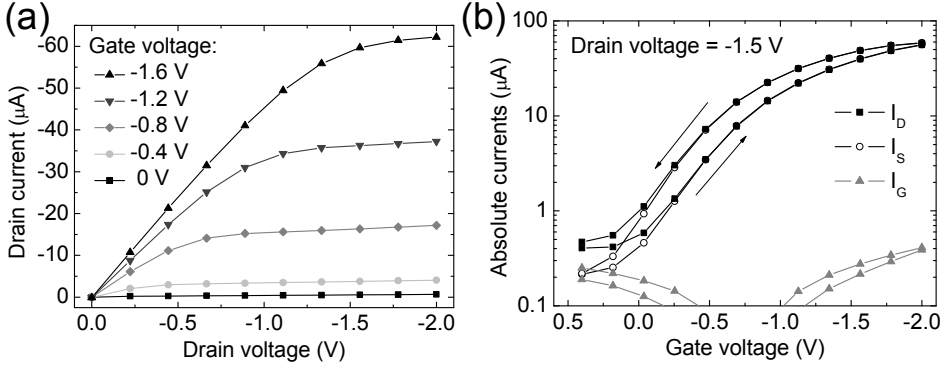 (a)
Gate voltage:
-1.6 V
-1.2 V
-0.8 V
-0.4 V
0 V
-60
-50
-40
-30
-20
-10
0
Drain current (μA)
0.0 -0.5 -1.0 -1.5 -2.0
Drain voltage (V)
(b)
Drain voltage = -1.5 V
I_D
I_S
I_G
100
10
1
0.1
Absolute currents (μA)
0.5 0.0 -0.5 -1.0 -1.5 -2.0
Gate voltage (V)